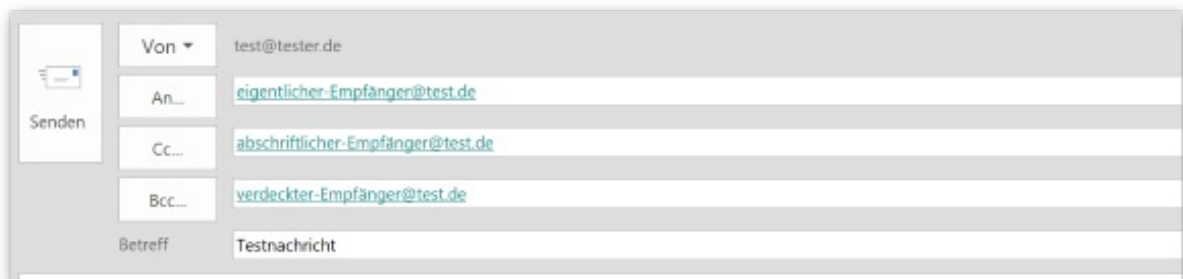 Von test@tester.de
An... eigentlicher-Empfänger@test.de
Senden
Cc... abschriftlicher-Empfänger@test.de
Bcc... verdeckter-Empfänger@test.de
Betreff Testnachricht